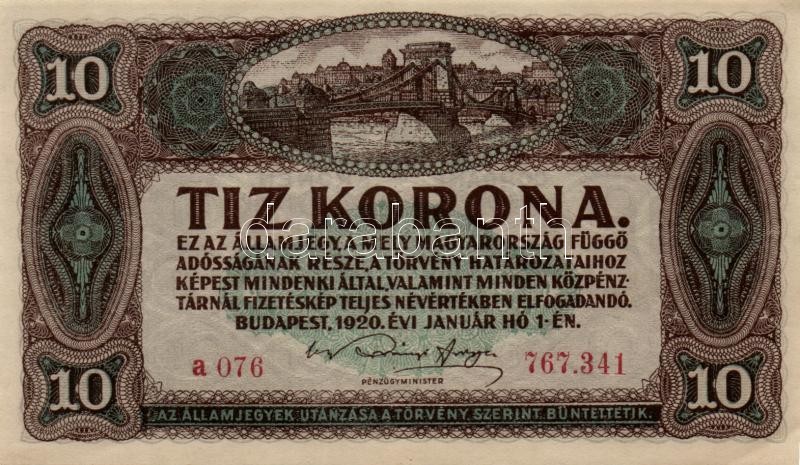 10 10
TIZ KORONA.
EZ AZ ÁLLAMJEGY, A MELY MAGYARORSZÁG FÜGGŐ
ADÓSSÁGÁNAK RÉSZE, A TÖRVÉNY HATÁROZATAIHOZ
KÉPEST MINDENKI ÁLTAL, VALAMINT MINDEN KÖZPÉNZ-
TÁRNÁL FIZETÉSKÉP TELJES NÉVÉRTÉKBEN ELFOGADANDÓ.
BUDAPEST, 1920. ÉVI JANUÁR HÓ 1-ÉN.
a 076 767.341
PÉNZÜGYMINISTER
10 10
AZ ÁLLAMJEGYEK UTÁNZÁSA A TÖRVÉNY SZERINT BÜNTETTETIK.
darabanth